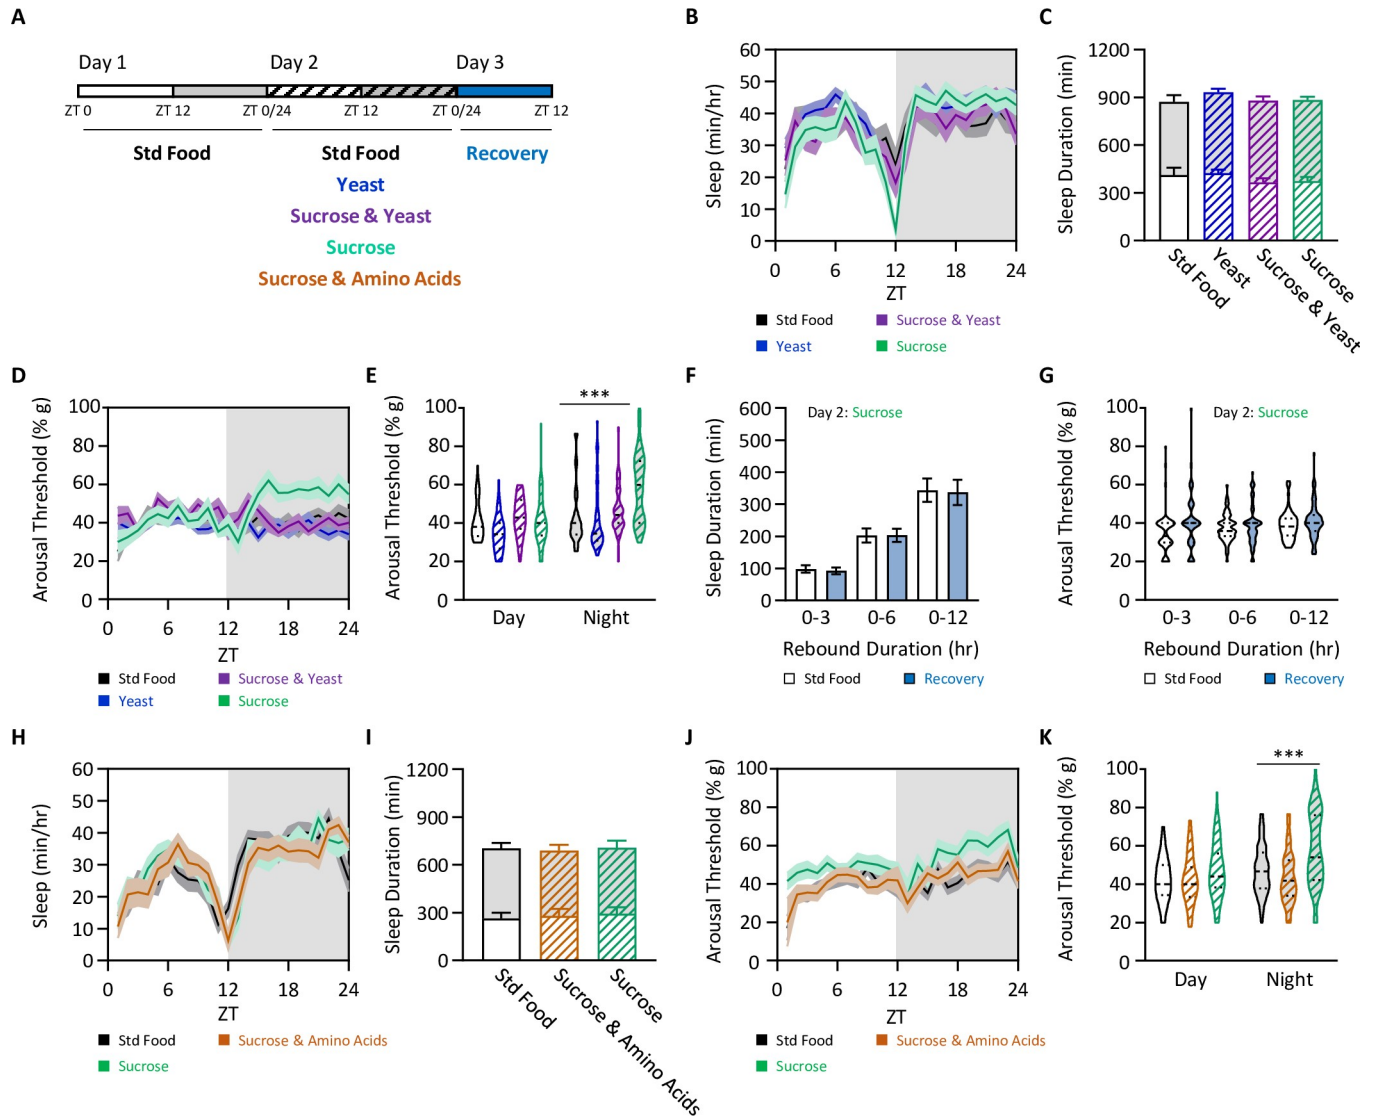 A
Day 1
Day 2
Day 3
ZT 0
ZT 12
ZT 0/24
ZT 12
ZT 0/24
ZT 12
Std Food
Std Food
Recovery
Yeast
Sucrose & Yeast
Sucrose
Sucrose & Amino Acids
B
Sleep (min/hr)
60
50
40
30
20
10
0
0
6
12
18
24
ZT
Std Food
Sucrose & Yeast
Yeast
Sucrose
C
Sleep Duration (min)
1200
900
600
300
0
Std Food
Yeast
Sucrose & Yeast
Sucrose
D
Arousal Threshold (% g)
100
80
60
40
20
0
0
6
12
18
24
ZT
Std Food
Sucrose & Yeast
Yeast
Sucrose
E
Arousal Threshold (% g)
100
80
60
40
20
0
***
Day
Night
F
Sleep Duration (min)
600
500
400
300
200
100
0
Day 2: Sucrose
0-3
0-6
0-12
Rebound Duration (hr)
Std Food
Recovery
G
Arousal Threshold (% g)
100
80
60
40
20
0
Day 2: Sucrose
0-3
0-6
0-12
Rebound Duration (hr)
Std Food
Recovery
H
Sleep (min/hr)
60
50
40
30
20
10
0
0
6
12
18
24
ZT
Std Food
Sucrose & Amino Acids
Sucrose
I
Sleep Duration (min)
1200
900
600
300
0
Std Food
Sucrose & Amino Acids
Sucrose
J
Arousal Threshold (% g)
100
80
60
40
20
0
0
6
12
18
24
ZT
Std Food
Sucrose & Amino Acids
Sucrose
K
Arousal Threshold (% g)
100
80
60
40
20
0
***
Day
Night